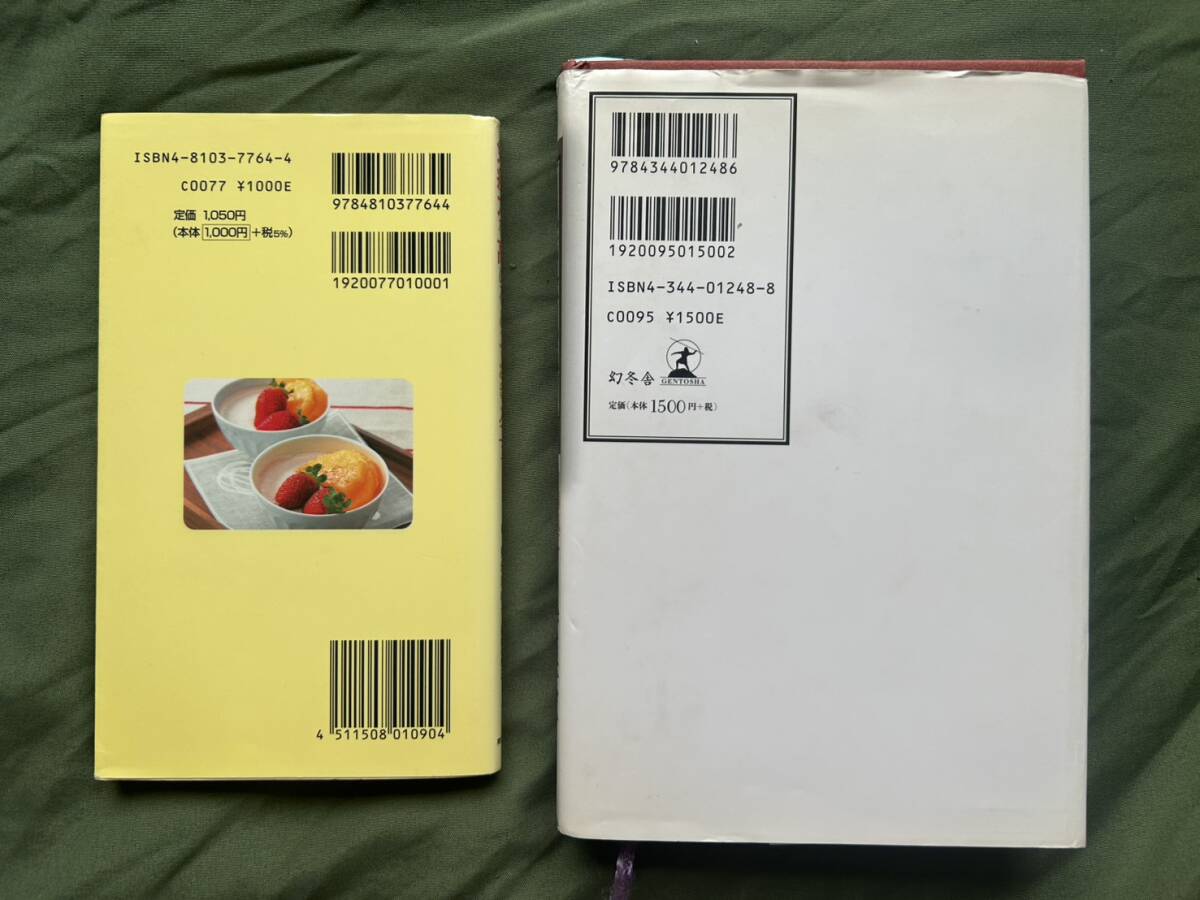 ISBN4-8103-7764-4
C0077 ¥1000E
定価 1,050円
(本体 1,000円 +税5%)
9784810377644
1920077010001
4 511508 010904
9784344012486
1920095015002
ISBN4-344-01248-8
C0095 ¥1500E
幻冬舎 GENTOSHA
定価(本体1500円+税)